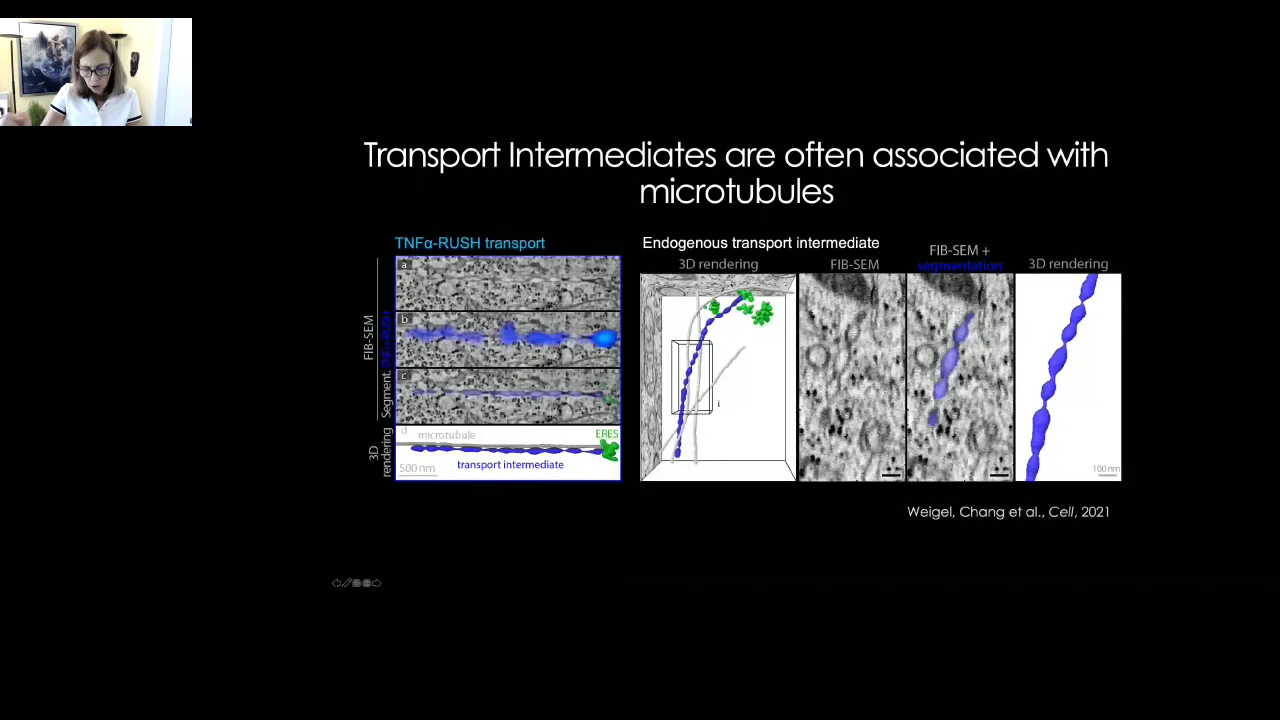 Transport Intermediates are often associated with
microtubules
TNFα-RUSH transport
FIB-SEM
TNFα-RUSH
Segment.
3D
rendering
a
b
c
d
microtubule
ERES
500 nm
transport intermediate
Endogenous transport intermediate
3D rendering
i
FIB-SEM
FIB-SEM +
segmentation
3D rendering
100 nm
Weigel, Chang et al., Cell, 2021